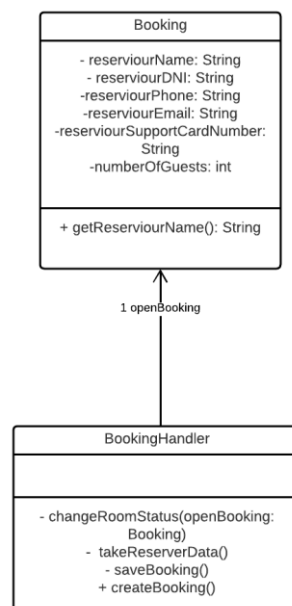 Booking
- reserviourName: String
- reserviourDNI: String
-reserviourPhone: String
-reserviourEmail: String
-reserviourSupportCardNumber:
String
-numberOfGuests: int
+ getReserviourName(): String
1 openBooking
BookingHandler
- changeRoomStatus(openBooking:
Booking)
- takeReserverData()
- saveBooking()
+ createBooking()